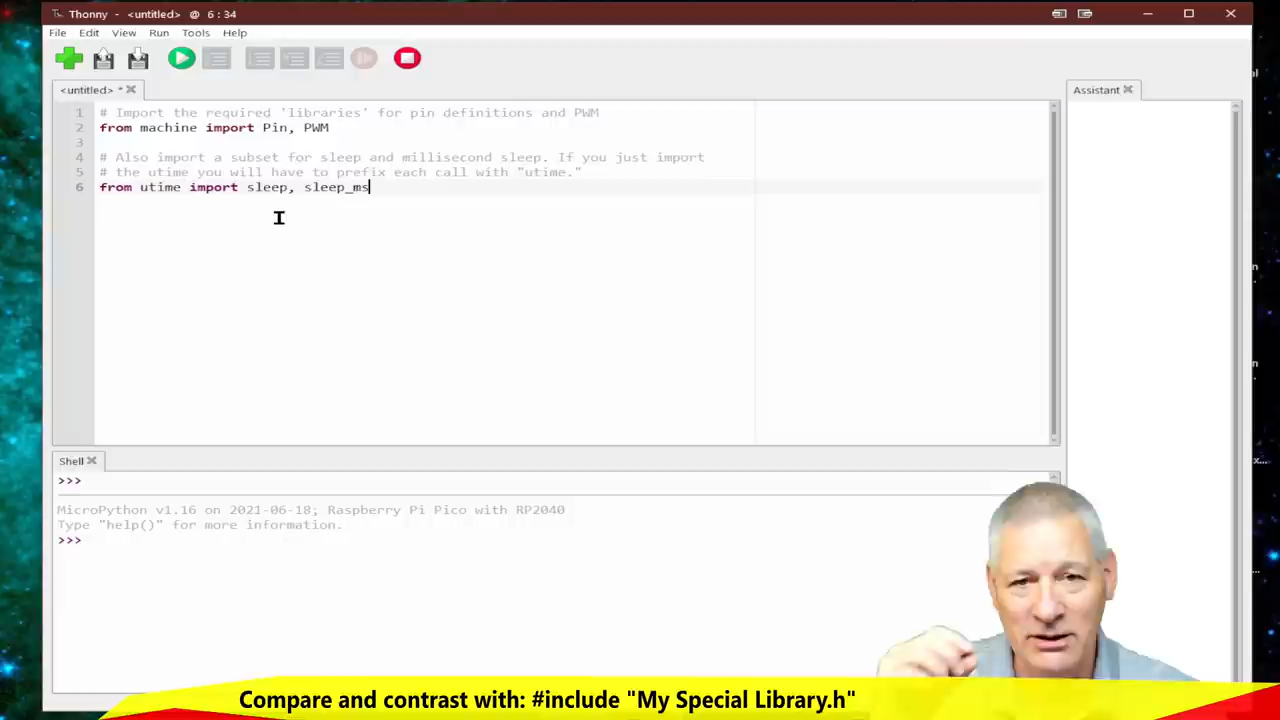 Thonny - <untitled> @ 6 : 34
File Edit View Run Tools Help
<untitled> *
Assistant
1 # Import the required 'libraries' for pin definitions and PWM
2 from machine import Pin, PWM
3
4 # Also import a subset for sleep and millisecond sleep. If you just import
5 # the utime you will have to prefix each call with "utime."
6 from utime import sleep, sleep_ms
Shell
>>>
MicroPython v1.16 on 2021-06-18; Raspberry Pi Pico with RP2040
Type "help()" for more information.
>>>
Compare and contrast with: #include "My Special Library.h"